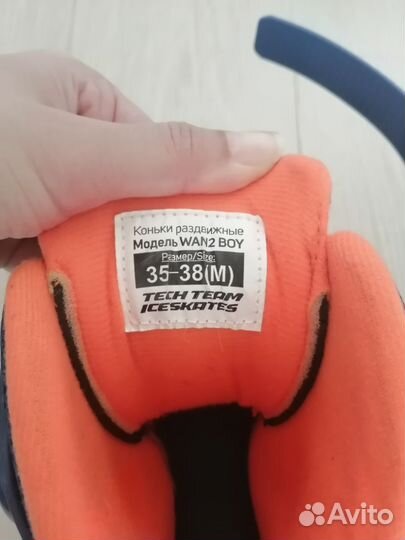 Коньки раздвижные
Модель WAN2 BOY
Размер/Size:
35-38(M)
TECH TEAM
ICESKATES
Avito